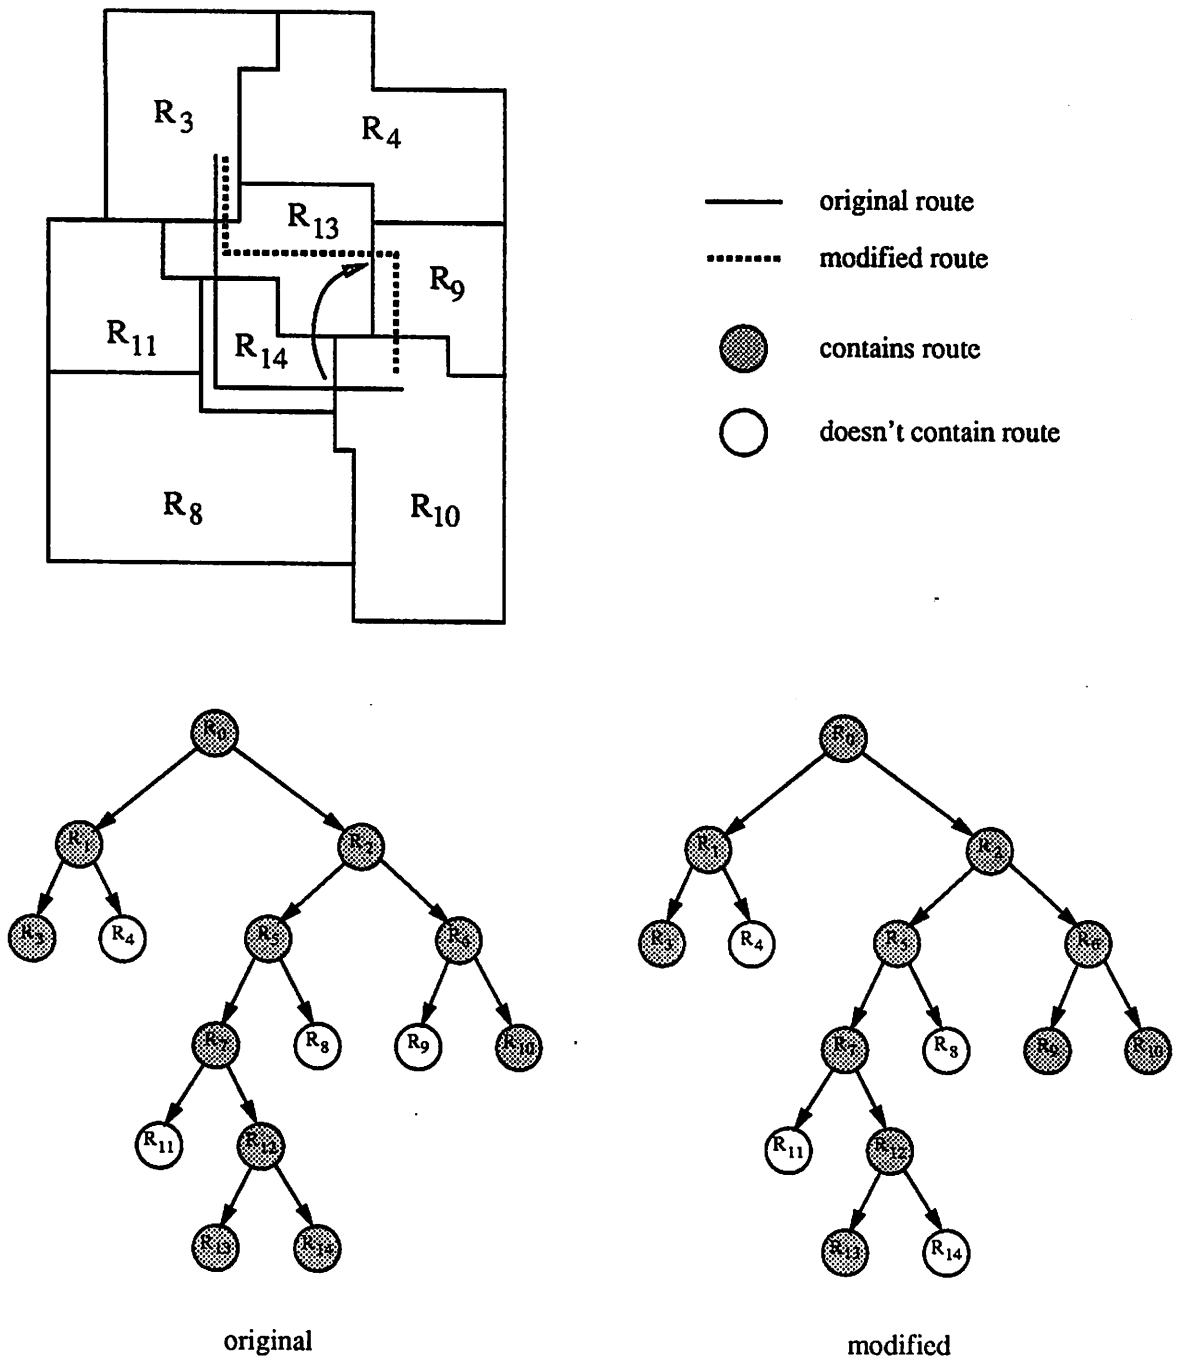 R3
R4
R13
R9
R11
R14
R8
R10
original route
modified route
contains route
doesn't contain route
R0
R1
R2
R3
R4
R5
R6
R7
R8
R9
R10
R11
R12
R13
R14
original
R0
R1
R2
R3
R4
R5
R6
R7
R8
R9
R10
R11
R12
R13
R14
modified